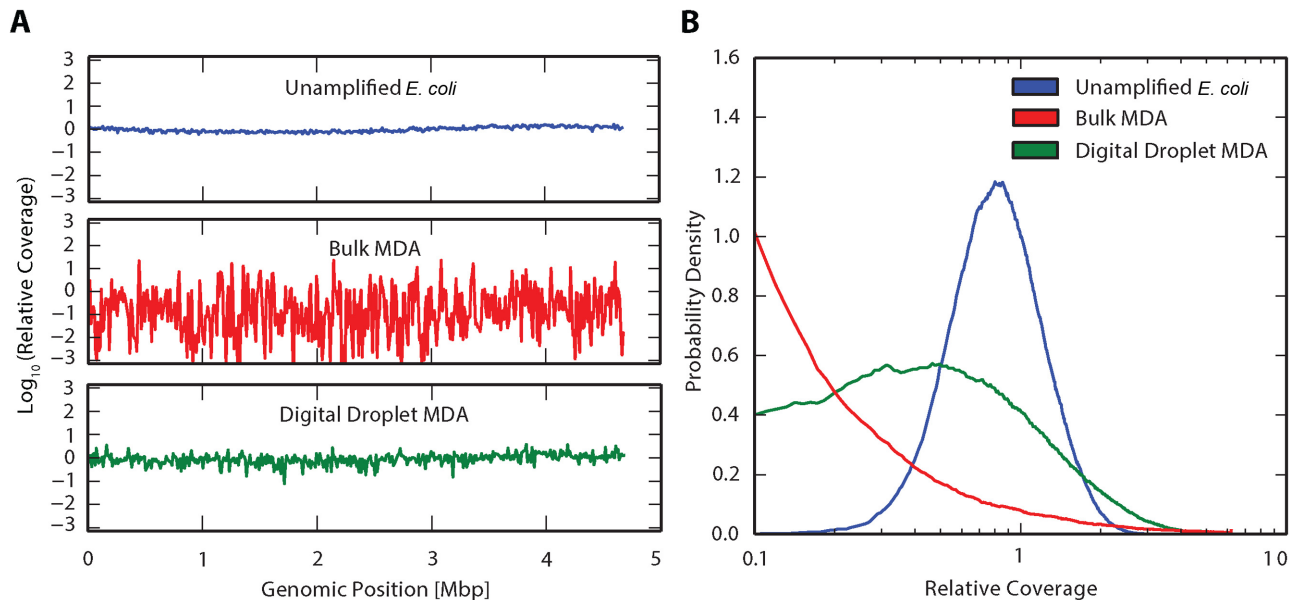 A
3
2
1
0
−1
−2
−3
Unamplified E. coli
3
2
1
0
−1
−2
−3
Bulk MDA
3
2
1
0
−1
−2
−3
Digital Droplet MDA
Log10 (Relative Coverage)
0 1 2 3 4 5
Genomic Position [Mbp]
B
1.6
1.4
1.2
1.0
0.8
0.6
0.4
0.2
0.0
Probability Density
Unamplified E. coli
Bulk MDA
Digital Droplet MDA
0.1 1 10
Relative Coverage